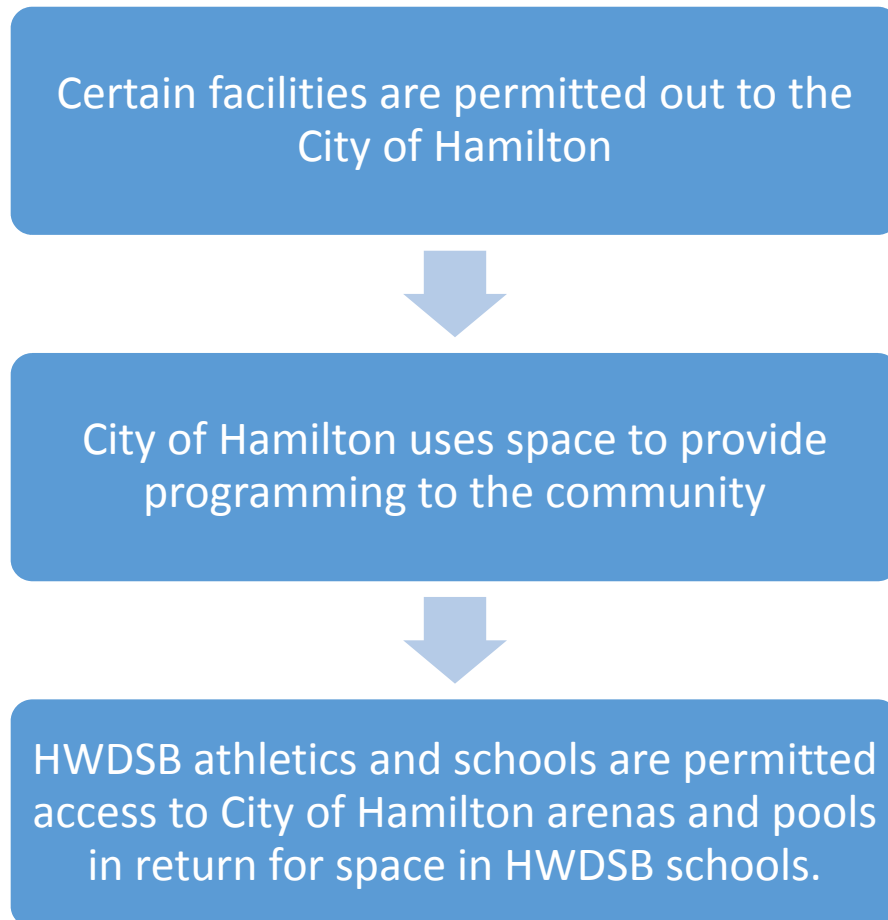 Certain facilities are permitted out to the
City of Hamilton
City of Hamilton uses space to provide
programming to the community
HWDSB athletics and schools are permitted
access to City of Hamilton arenas and pools
in return for space in HWDSB schools.